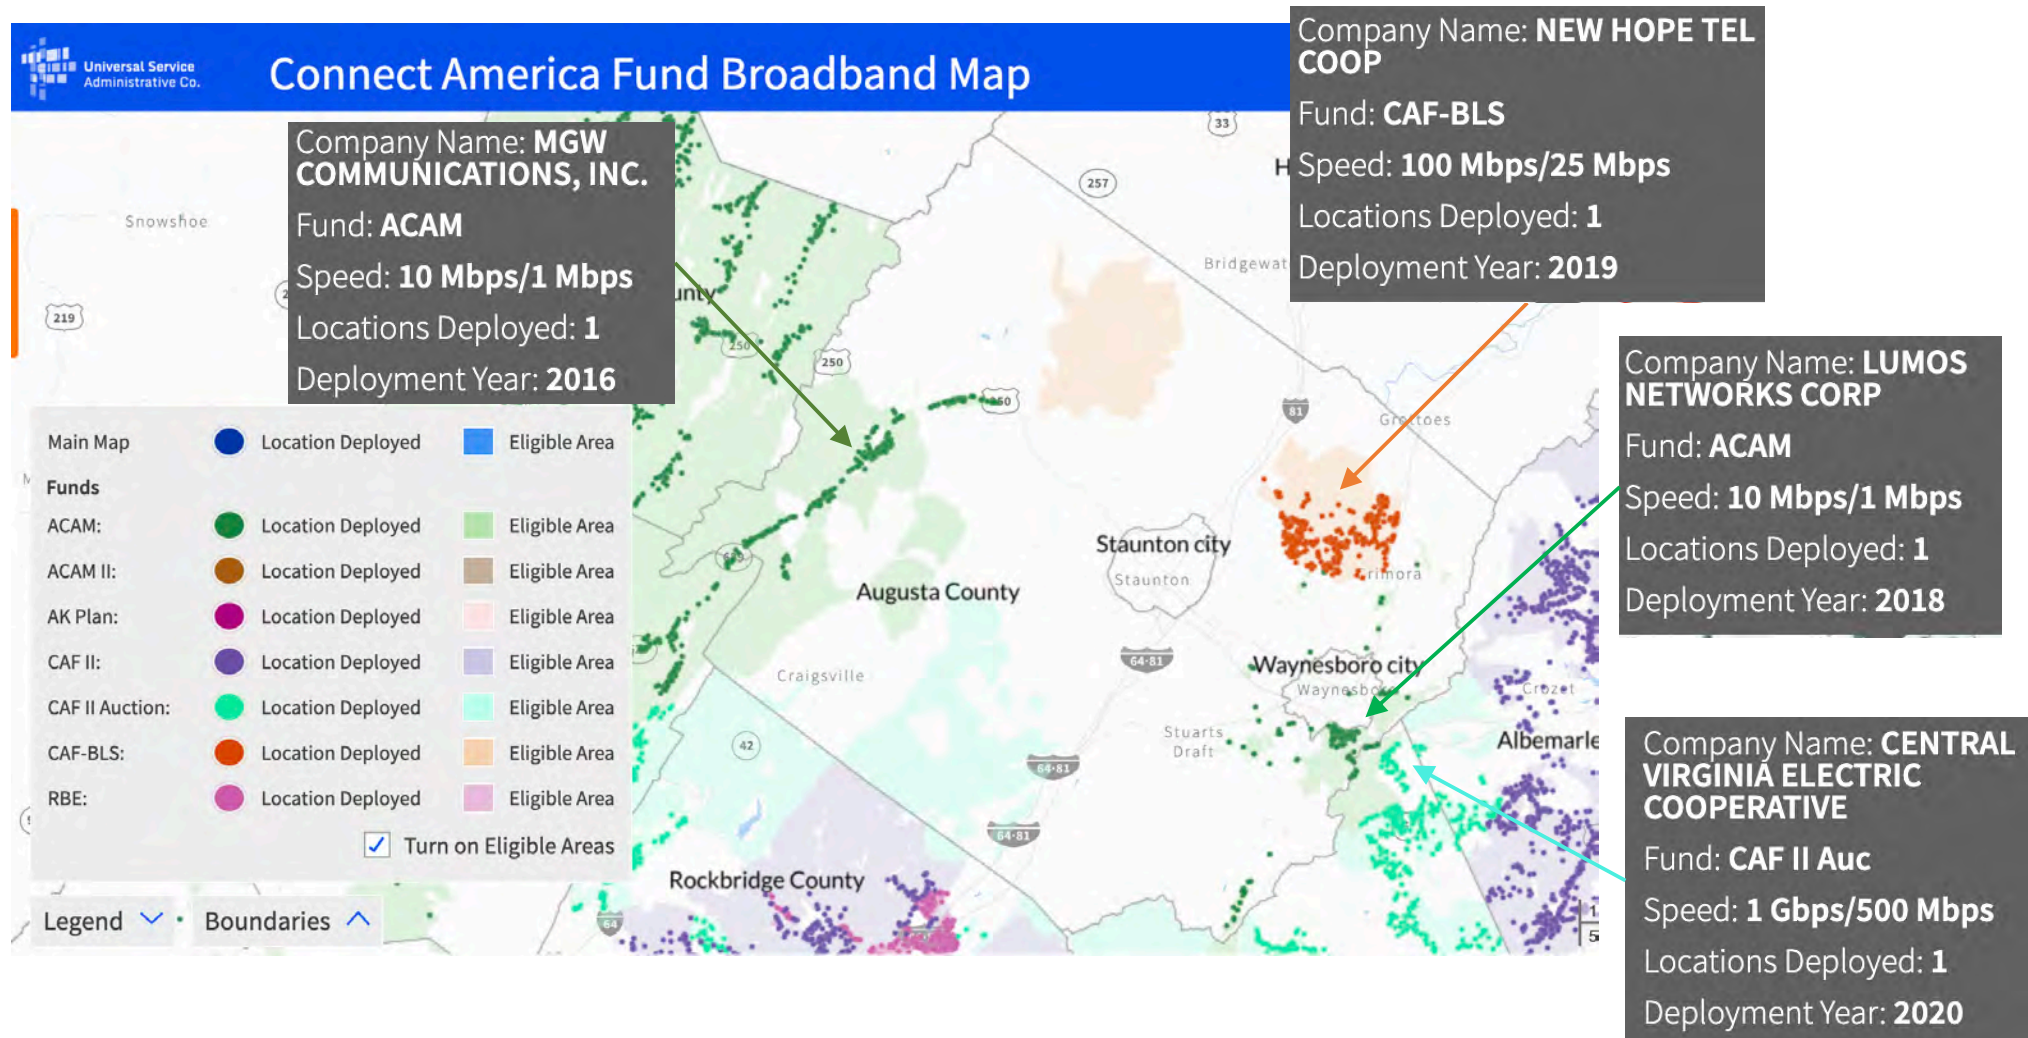 Universal Service
Administrative Co.
Connect America Fund Broadband Map
Company Name: NEW HOPE TEL
COOP
Fund: CAF-BLS
Speed: 100 Mbps/25 Mbps
Locations Deployed: 1
Deployment Year: 2019
Company Name: MGW
COMMUNICATIONS, INC.
Fund: ACAM
Speed: 10 Mbps/1 Mbps
Locations Deployed: 1
Deployment Year: 2016
Company Name: LUMOS
NETWORKS CORP
Fund: ACAM
Speed: 10 Mbps/1 Mbps
Locations Deployed: 1
Deployment Year: 2018
Company Name: CENTRAL
VIRGINIA ELECTRIC
COOPERATIVE
Fund: CAF II Auc
Speed: 1 Gbps/500 Mbps
Locations Deployed: 1
Deployment Year: 2020
33
257
Snowshoe
219
Bridgewat
unty
250
250
250
81
Grottoes
Staunton city
Staunton
Crimora
Augusta County
64-81
Waynesboro city
Waynesboro
Craigsville
Crozet
Stuarts
Draft
Albemarle
42
64-81
64-81
Rockbridge County
64
1
5
Main Map
Location Deployed
Eligible Area
Funds
ACAM:
Location Deployed
Eligible Area
ACAM II:
Location Deployed
Eligible Area
AK Plan:
Location Deployed
Eligible Area
CAF II:
Location Deployed
Eligible Area
CAF II Auction:
Location Deployed
Eligible Area
CAF-BLS:
Location Deployed
Eligible Area
RBE:
Location Deployed
Eligible Area
Turn on Eligible Areas
Legend
Boundaries